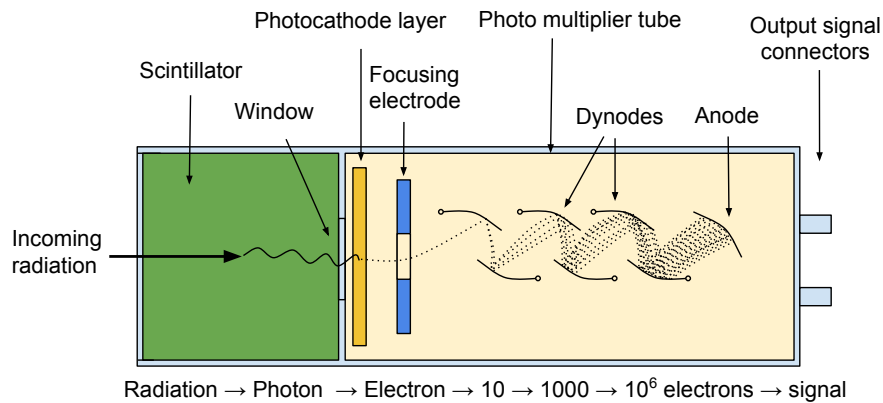 Photocathode layer
Photo multiplier tube
Output signal
connectors
Scintillator
Focusing
electrode
Window
Dynodes
Anode
Incoming
radiation
Radiation → Photon → Electron → 10 → 1000 → 10⁶ electrons → signal